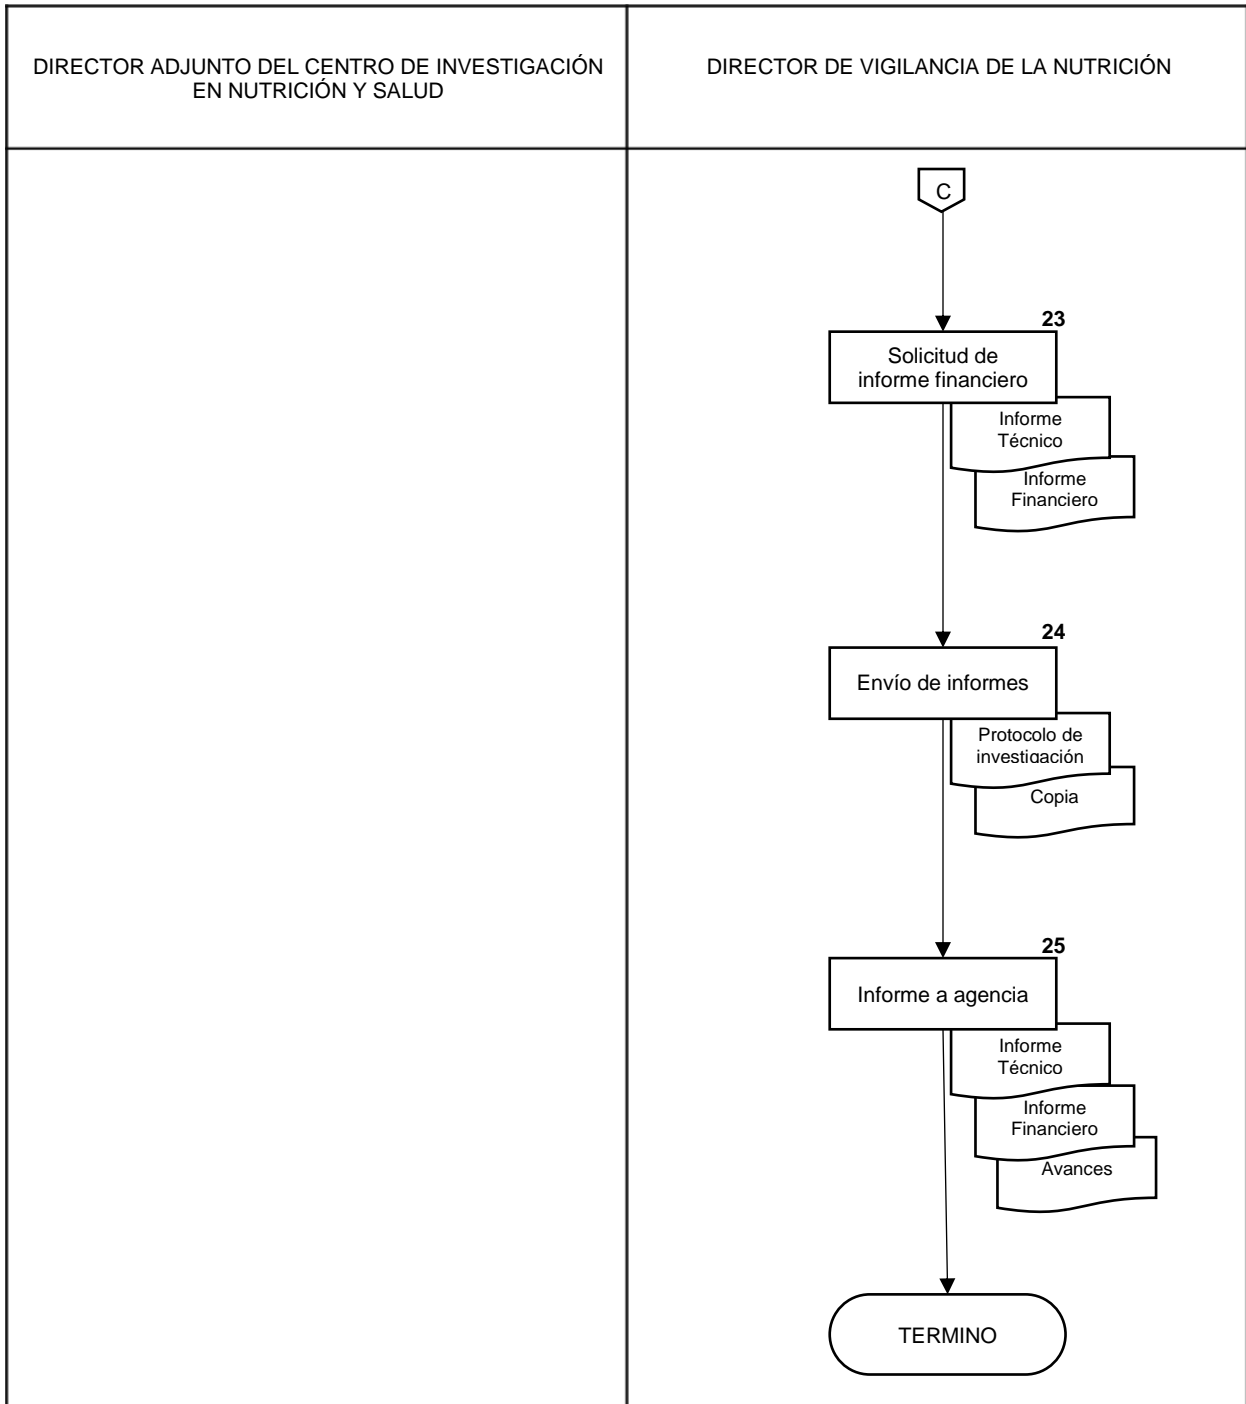 DIRECTOR ADJUNTO DEL CENTRO DE INVESTIGACIÓN
EN NUTRICIÓN Y SALUD
DIRECTOR DE VIGILANCIA DE LA NUTRICIÓN
C
23
Solicitud de
informe financiero
Informe
Técnico
Informe
Financiero
24
Envío de informes
Protocolo de
investigación
Copia
25
Informe a agencia
Informe
Técnico
Informe
Financiero
Avances
TERMINO